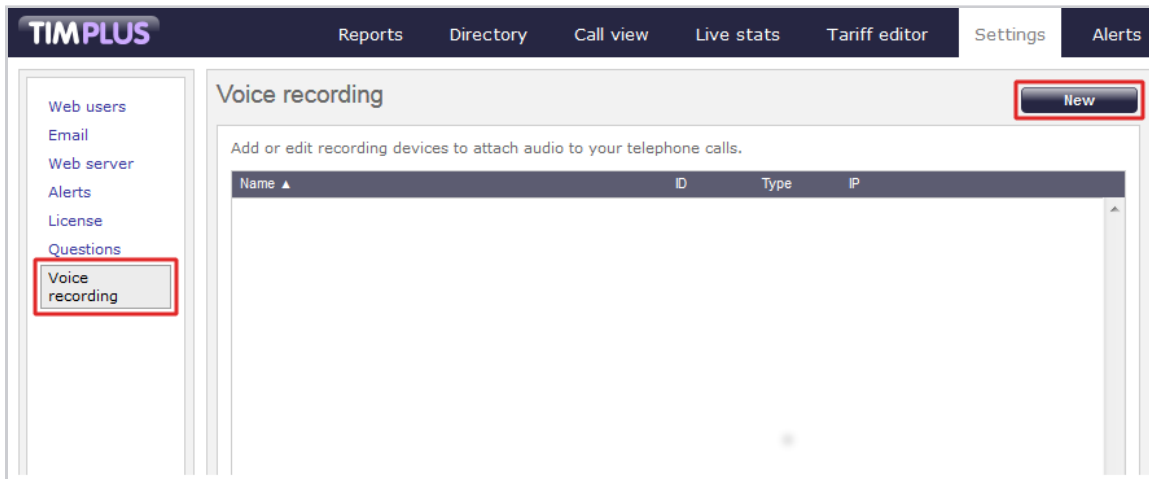 TIMPLUS Reports Directory Call view Live stats Tariff editor Settings Alerts
Web users
Email
Web server
Alerts
License
Questions
Voice
recording
Voice recording
New
Add or edit recording devices to attach audio to your telephone calls.
Name ▲ ID Type IP